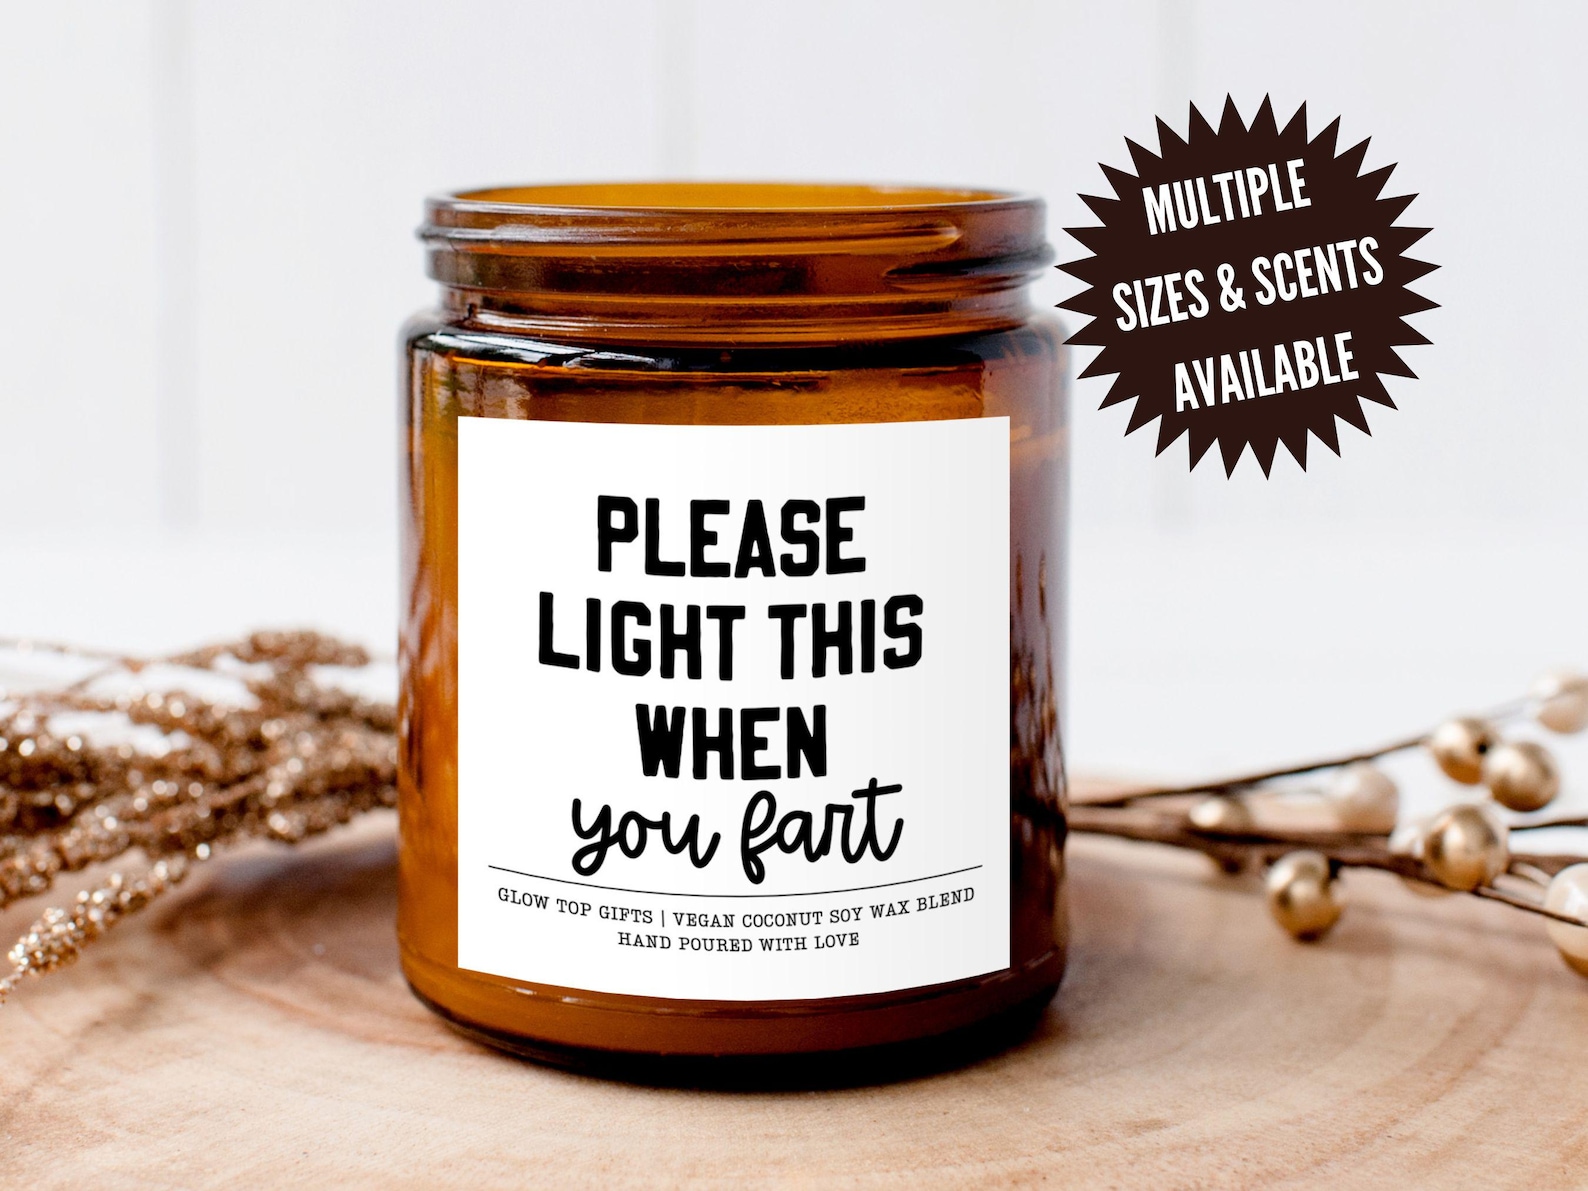 PLEASE
LIGHT THIS
WHEN
you fart
GLOW TOP GIFTS | VEGAN COCONUT SOY WAX BLEND
HAND POURED WITH LOVE
MULTIPLE
SIZES & SCENTS
AVAILABLE